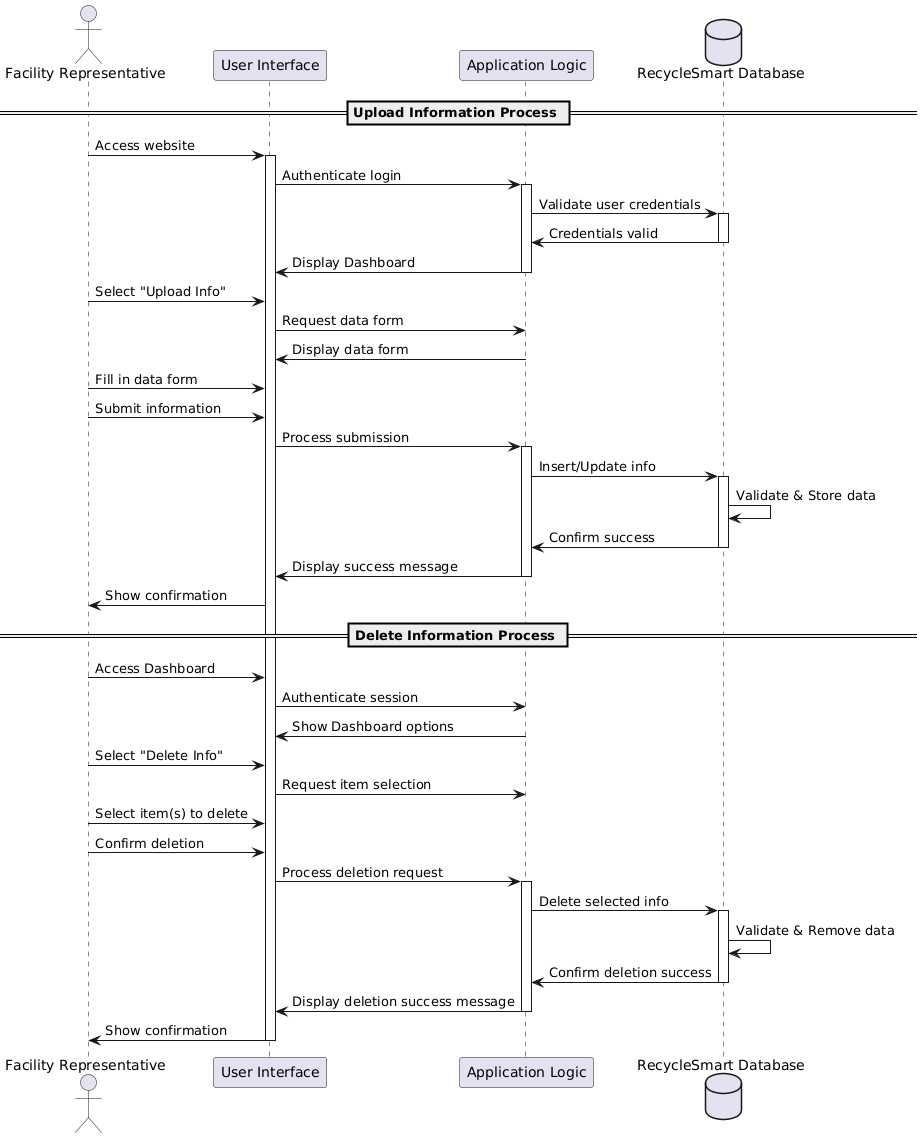 Facility Representative
User Interface
Application Logic
RecycleSmart Database
Upload Information Process
Access website
Authenticate login
Validate user credentials
Credentials valid
Display Dashboard
Select "Upload Info"
Request data form
Display data form
Fill in data form
Submit information
Process submission
Insert/Update info
Validate & Store data
Confirm success
Display success message
Show confirmation
Delete Information Process
Access Dashboard
Authenticate session
Show Dashboard options
Select "Delete Info"
Request item selection
Select item(s) to delete
Confirm deletion
Process deletion request
Delete selected info
Validate & Remove data
Confirm deletion success
Display deletion success message
Show confirmation
Facility Representative
User Interface
Application Logic
RecycleSmart Database